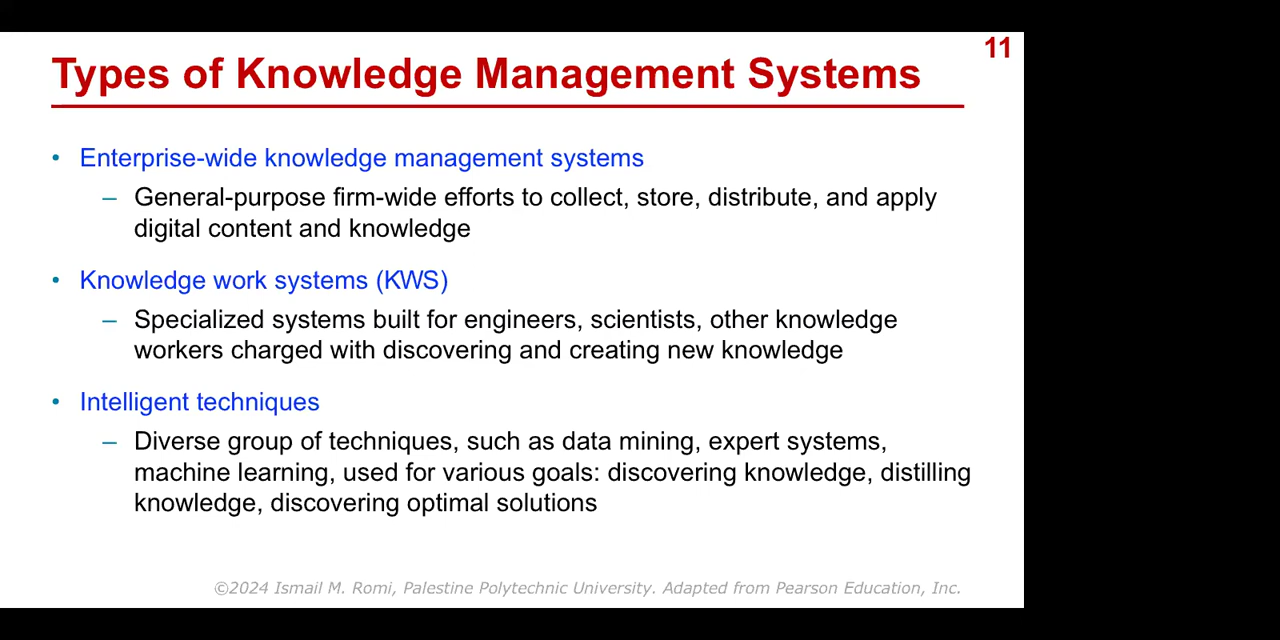 11
Types of Knowledge Management Systems
• Enterprise-wide knowledge management systems
– General-purpose firm-wide efforts to collect, store, distribute, and apply
digital content and knowledge
• Knowledge work systems (KWS)
– Specialized systems built for engineers, scientists, other knowledge
workers charged with discovering and creating new knowledge
• Intelligent techniques
– Diverse group of techniques, such as data mining, expert systems,
machine learning, used for various goals: discovering knowledge, distilling
knowledge, discovering optimal solutions
©2024 Ismail M. Romi, Palestine Polytechnic University. Adapted from Pearson Education, Inc.